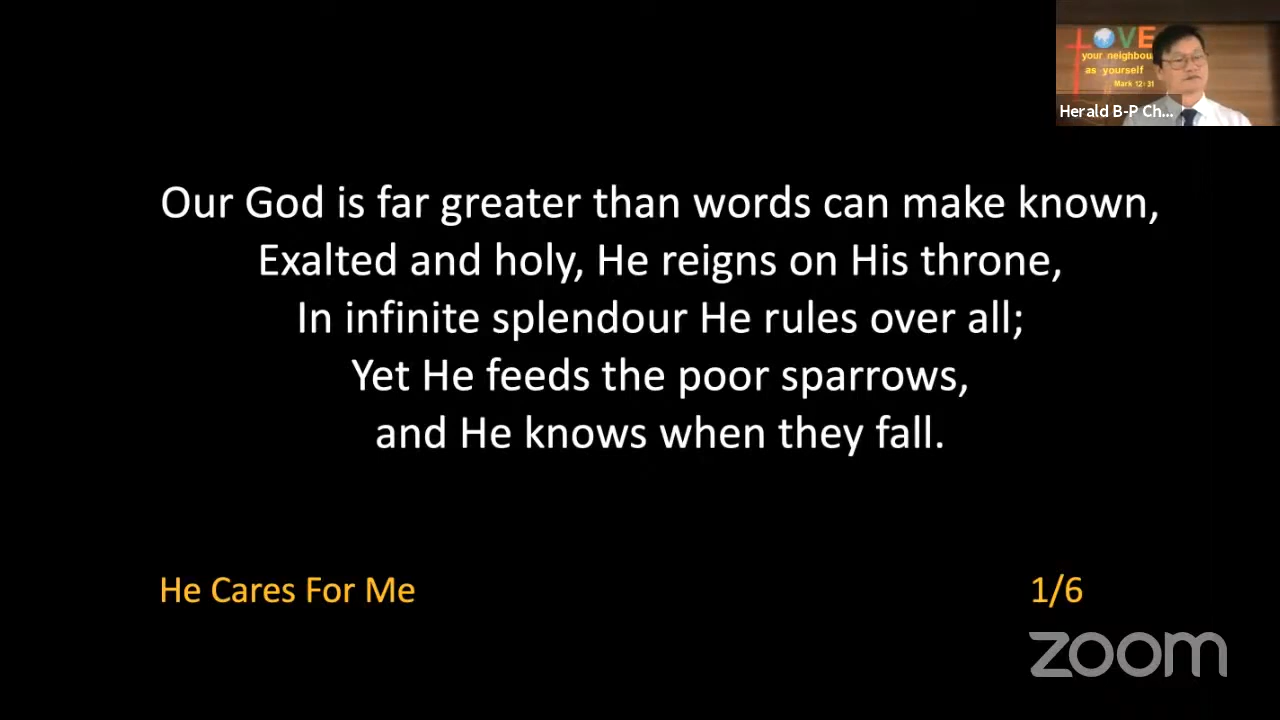 LOVE
your neighbour
as yourself
Mark 12:31
Herald B-P Ch...
Our God is far greater than words can make known,
Exalted and holy, He reigns on His throne,
In infinite splendour He rules over all;
Yet He feeds the poor sparrows,
and He knows when they fall.
He Cares For Me
1/6
zoom